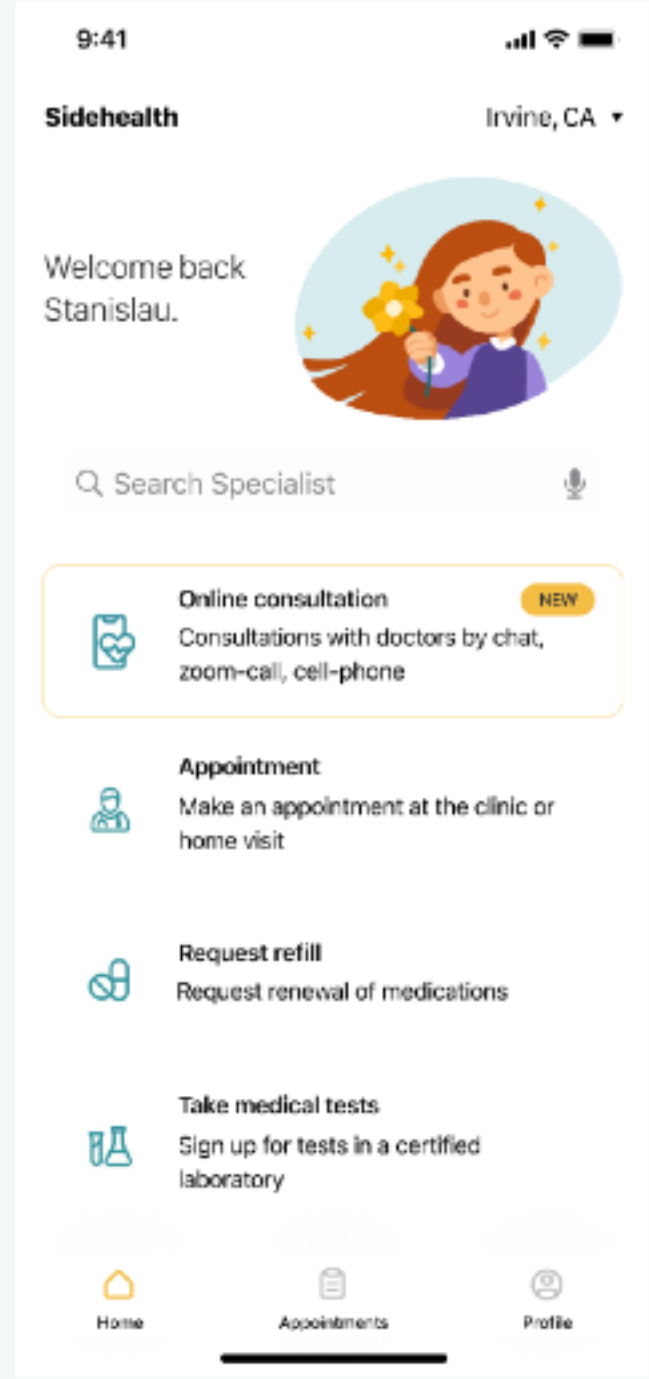 9:41
Sidehealth
Irvine, CA
Welcome back
Stanislau.
Search Specialist
Online consultation
NEW
Consultations with doctors by chat,
zoom-call, cell-phone
Appointment
Make an appointment at the clinic or
home visit
Request refill
Request renewal of medications
Take medical tests
Sign up for tests in a certified
laboratory
Home
Appointments
Profile